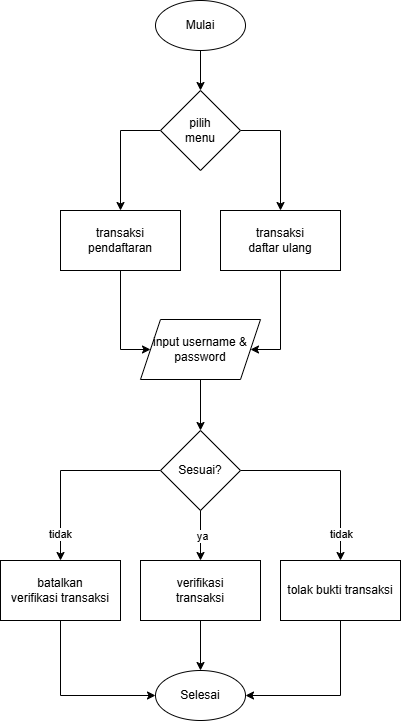 Mulai
pilih
menu
transaksi
pendaftaran
transaksi
daftar ulang
input username &
password
Sesuai?
tidak
ya
tidak
batalkan
verifikasi transaksi
verifikasi
transaksi
tolak bukti transaksi
Selesai